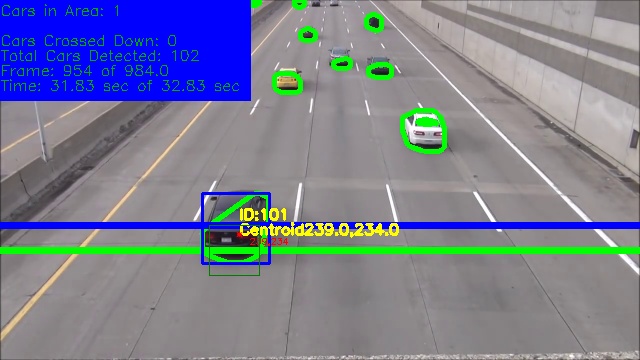 Cars in Area: 1
Cars Crossed Down: 0
Total Cars Detected: 102
Frame: 954 of 984.0
Time: 31.83 sec of 32.83 sec
ID:101
Centroid239.0,234.0